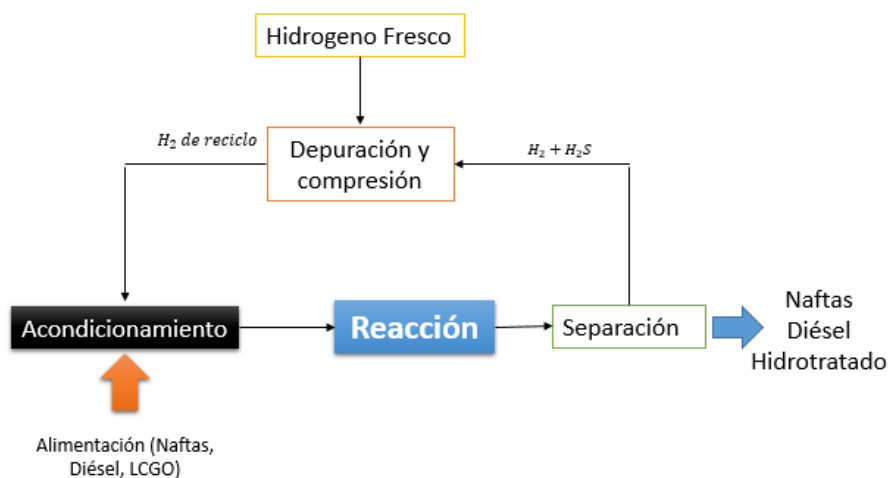 Hidrogeno Fresco
H₂ de reciclo
Depuración y
compresión
H₂ + H₂S
Acondicionamiento
Reacción
Separación
Naftas
Diésel
Hidrotratado
Alimentación (Naftas,
Diésel, LCGO)